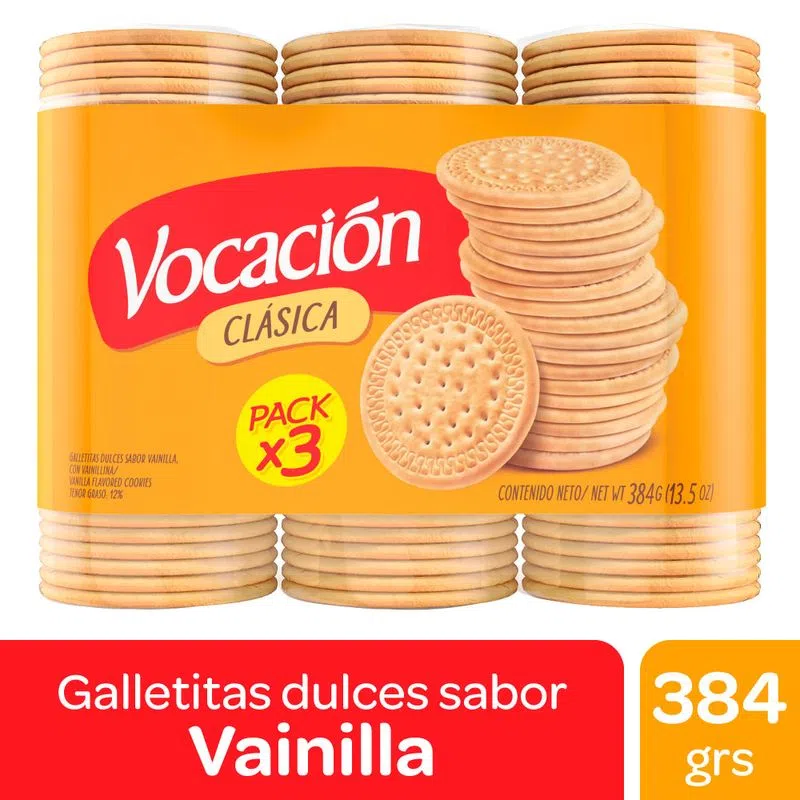 Vocación
CLÁSICA
PACK
x3
GALLETITAS DULCES SABOR VAINILLA,
CON VAINILLINA/
VANILLA FLAVORED COOKIES
TENOR GRASO: 12%
CONTENIDO NETO/ NET WT 384G (13.5 OZ)
Galletitas dulces sabor
Vainilla
384
grs